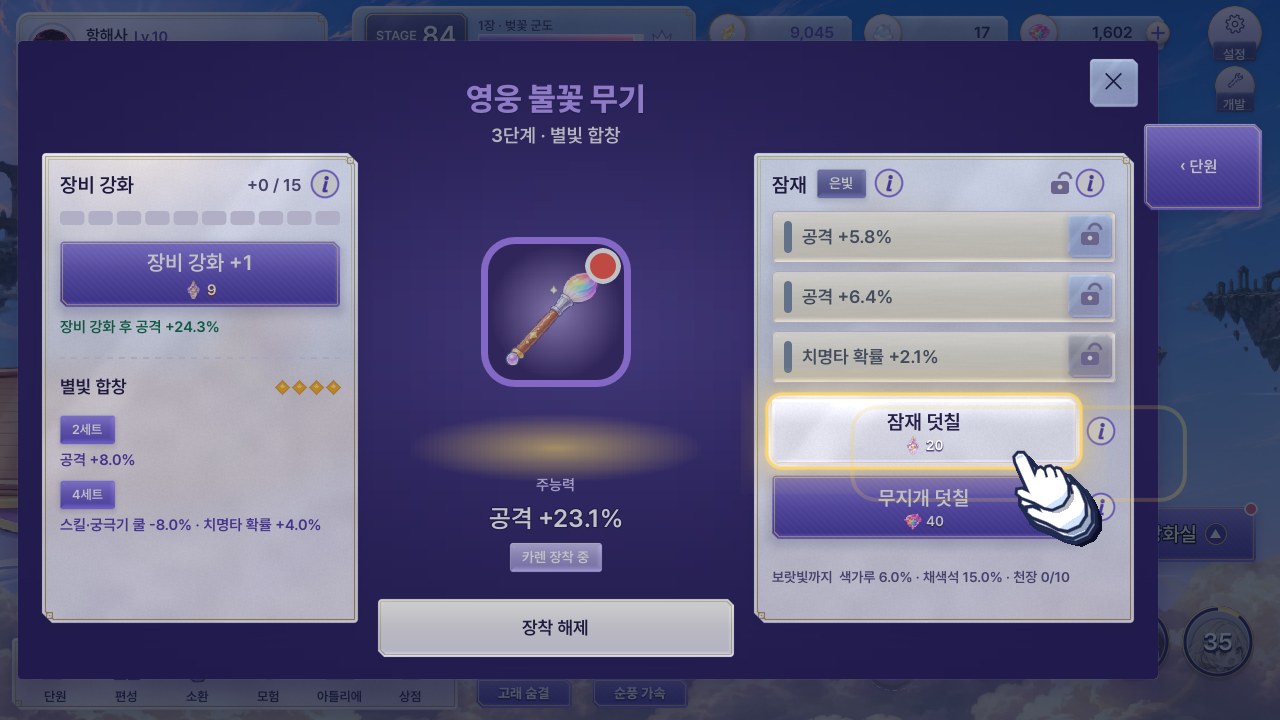 항해사 Lv.10
STAGE 84
1장 · 벚꽃 군도
9,045
17
1,602
설정
개발
영웅 불꽃 무기
3단계 · 별빛 합창
‹ 단원
장비 강화
+0 / 15
장비 강화 +1
9
장비 강화 후 공격 +24.3%
별빛 합창
2세트
공격 +8.0%
4세트
스킬·궁극기 쿨 -8.0% · 치명타 확률 +4.0%
주능력
공격 +23.1%
카렌 장착 중
장착 해제
잠재
은빛
공격 +5.8%
공격 +6.4%
치명타 확률 +2.1%
잠재 덧칠
20
무지개 덧칠
40
보랏빛까지 색가루 6.0% · 채색석 15.0% · 천장 0/10
35
단원
편성
소환
모험
아틀리에
상점
고래 숨결
순풍 가속